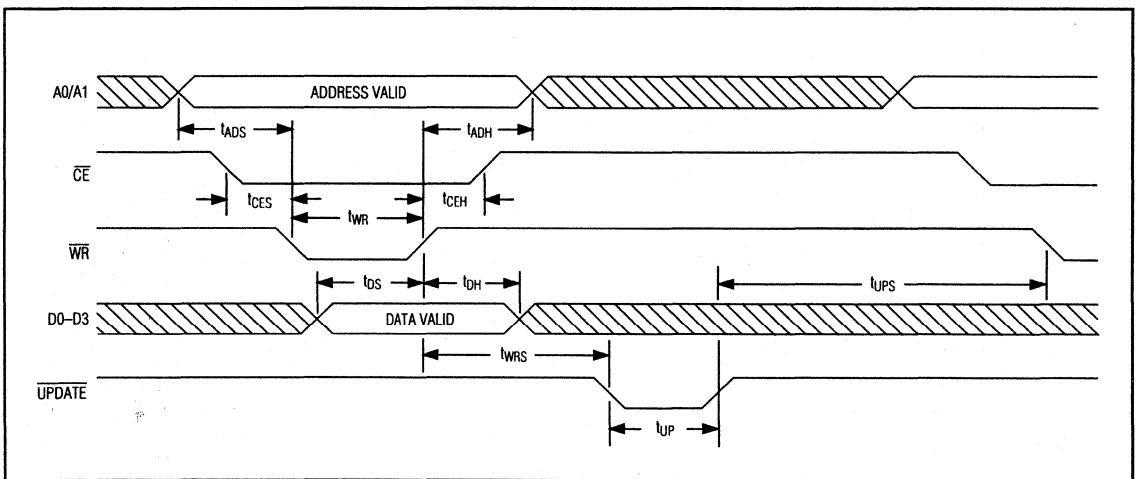 A0/A1
ADDRESS VALID
tADS
tADH
CE
tCES
tCEH
tWR
WR
tDS
tDH
tUPS
D0–D3
DATA VALID
tWRS
UPDATE
tUP